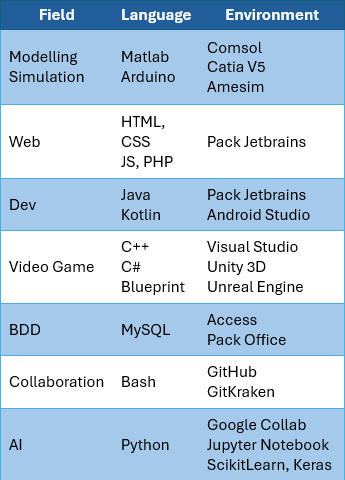 Field Language Environment
Modelling Simulation Matlab Arduino Comsol Catia V5 Amesim
Web HTML, CSS JS, PHP Pack Jetbrains
Dev Java Kotlin Pack Jetbrains Android Studio
Video Game C++ C# Blueprint Visual Studio Unity 3D Unreal Engine
BDD MySQL Access Pack Office
Collaboration Bash GitHub GitKraken
AI Python Google Collab Jupyter Notebook ScikitLearn, Keras